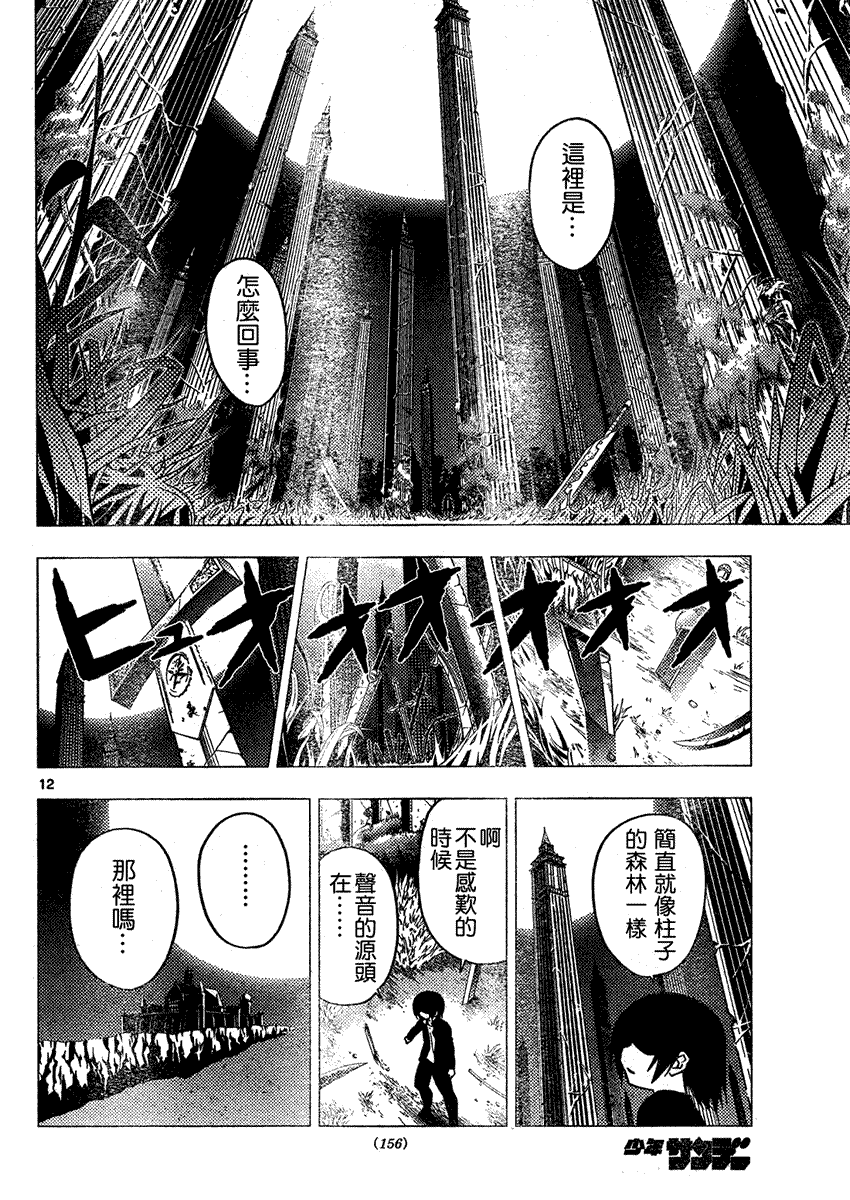 這裡是…
怎麼回事…
ヒュオオオオオオ
12
簡直就像柱子
的森林一樣
啊
不是感歎的
時候
聲音的源頭
在……
………
那裡嗎…
(156)
少年サンデー